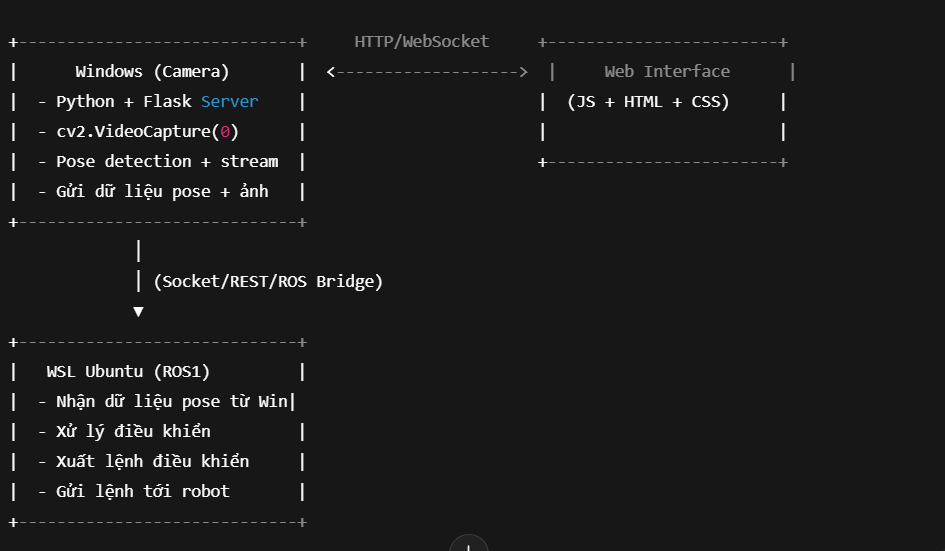 +-----------------------------+     HTTP/WebSocket     +------------------------+
|      Windows (Camera)       |  <------------------->  |     Web Interface      |
|  - Python + Flask Server    |                        |  (JS + HTML + CSS)     |
|  - cv2.VideoCapture(0)      |                        |                        |
|  - Pose detection + stream  |                        +------------------------+
|  - Gửi dữ liệu pose + ảnh   |
+-----------------------------+
             |
             | (Socket/REST/ROS Bridge)
             ▼
+-----------------------------+
|   WSL Ubuntu (ROS1)         |
|  - Nhận dữ liệu pose từ Win|
|  - Xử lý điều khiển         |
|  - Xuất lệnh điều khiển     |
|  - Gửi lệnh tới robot       |
+-----------------------------+